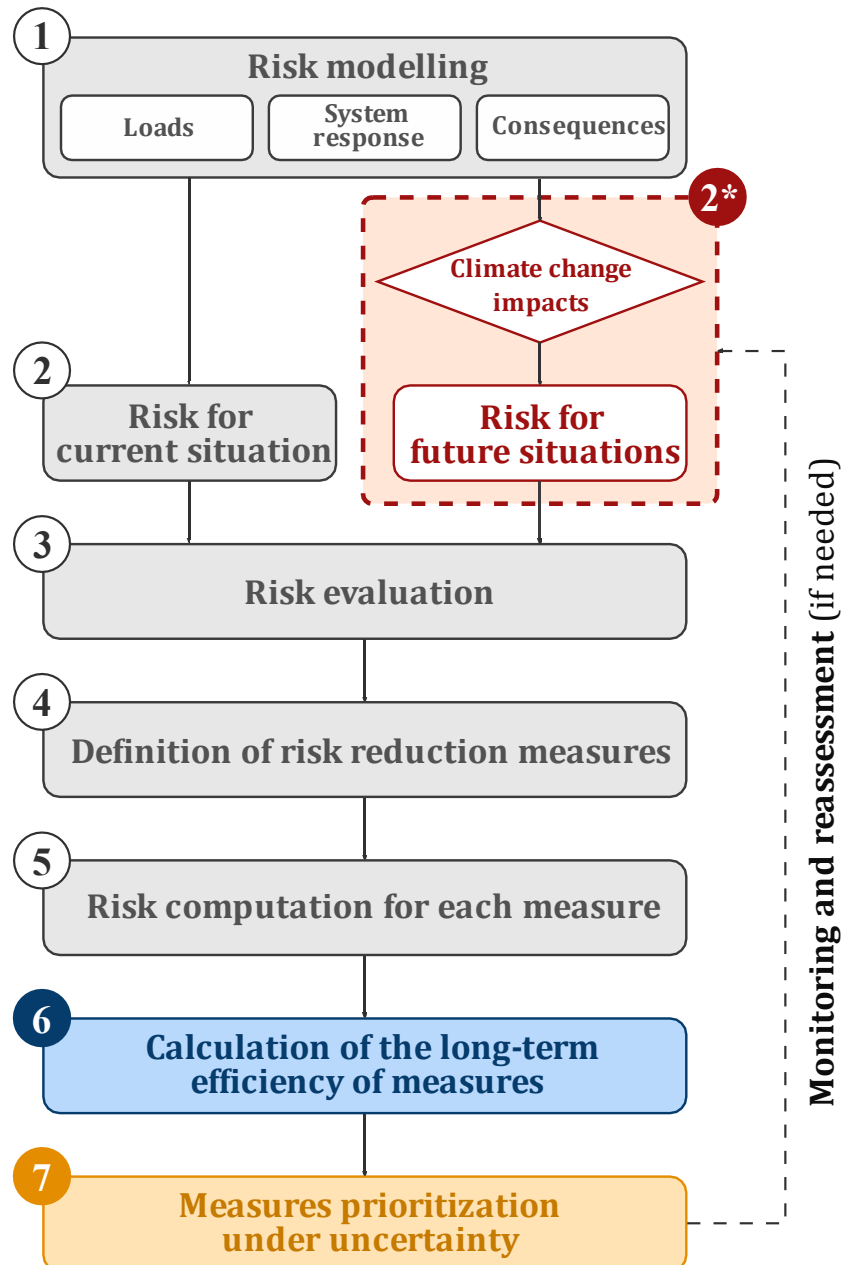 1
Risk modelling
Loads
System
response
Consequences
2*
Climate change
impacts
2
Risk for
current situation
Risk for
future situations
3
Risk evaluation
4
Definition of risk reduction measures
5
Risk computation for each measure
6
Calculation of the long-term
efficiency of measures
7
Measures prioritization
under uncertainty
Monitoring and reassessment (if needed)